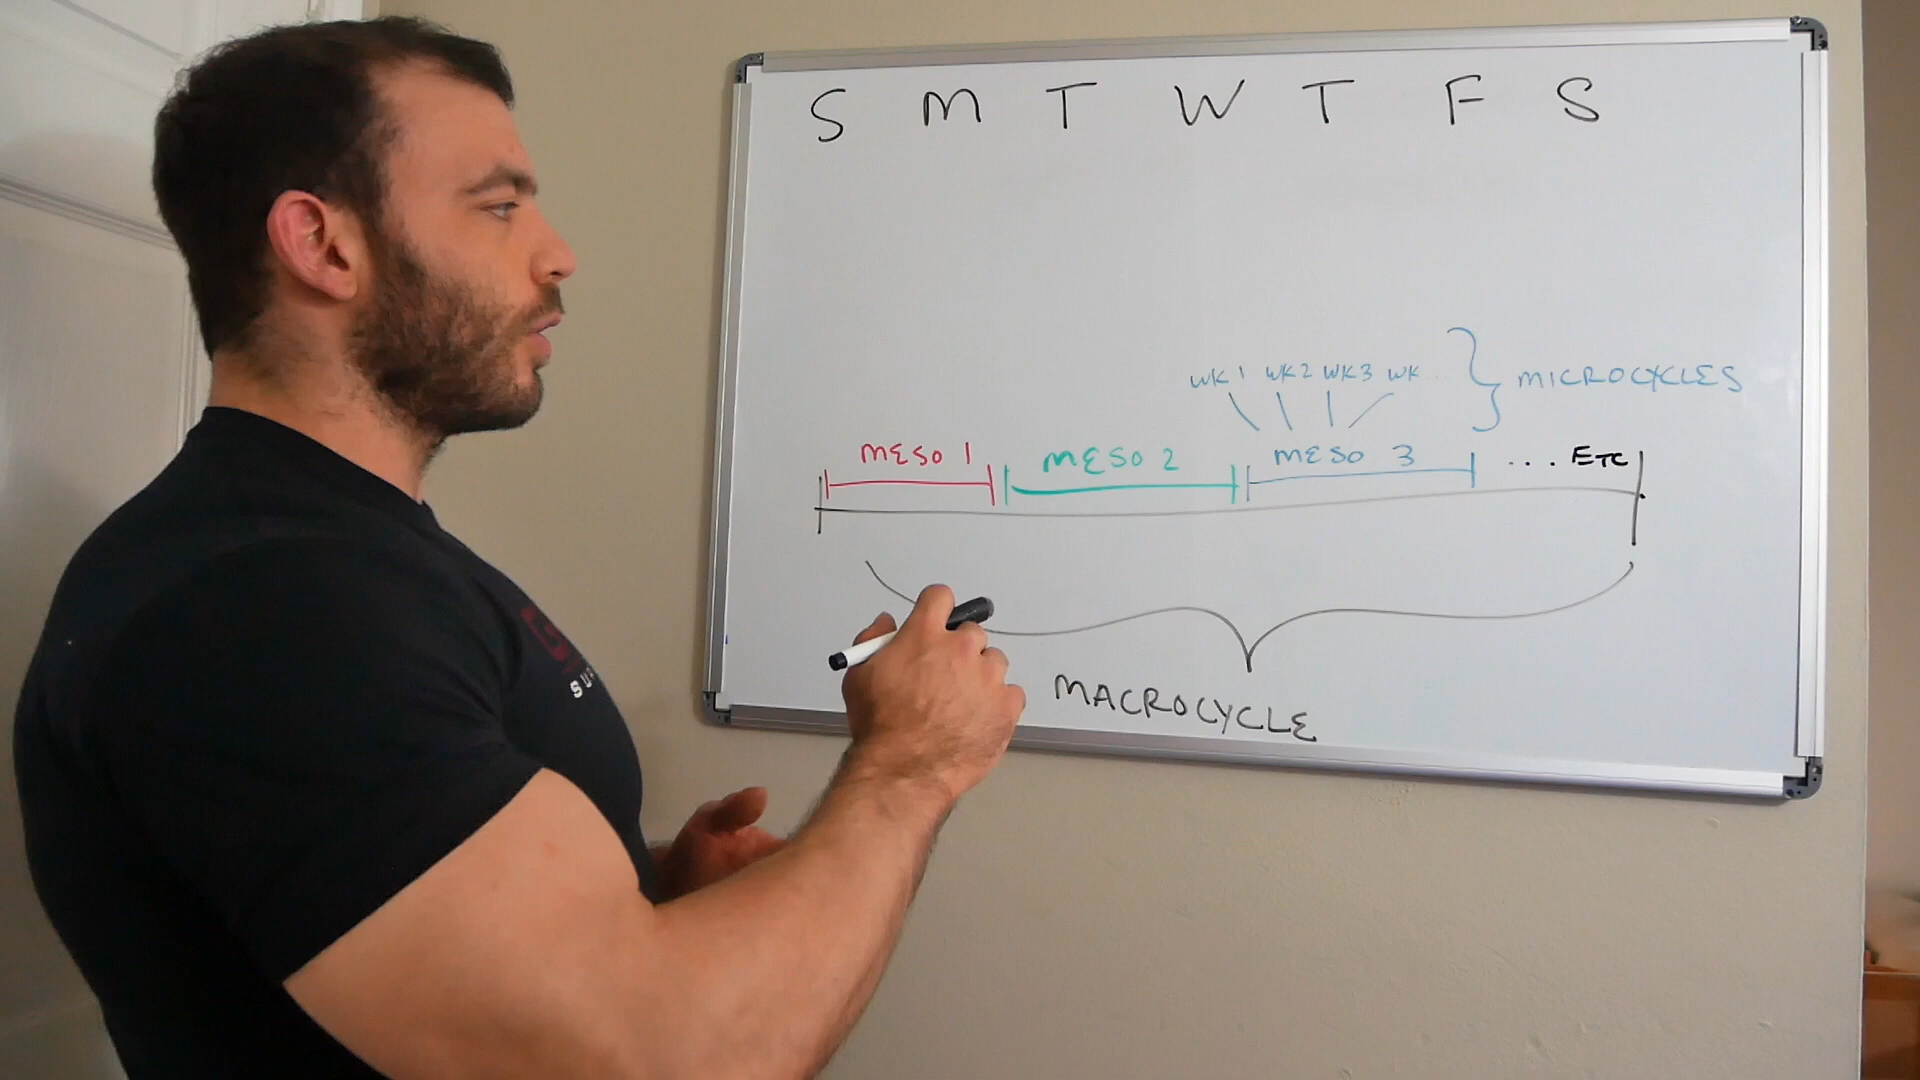 S M T W T F S
WK 1 WK 2 WK 3 WK...
MICROCYCLES
MESO 1 MESO 2 MESO 3 ... ETC
MACROCYCLE